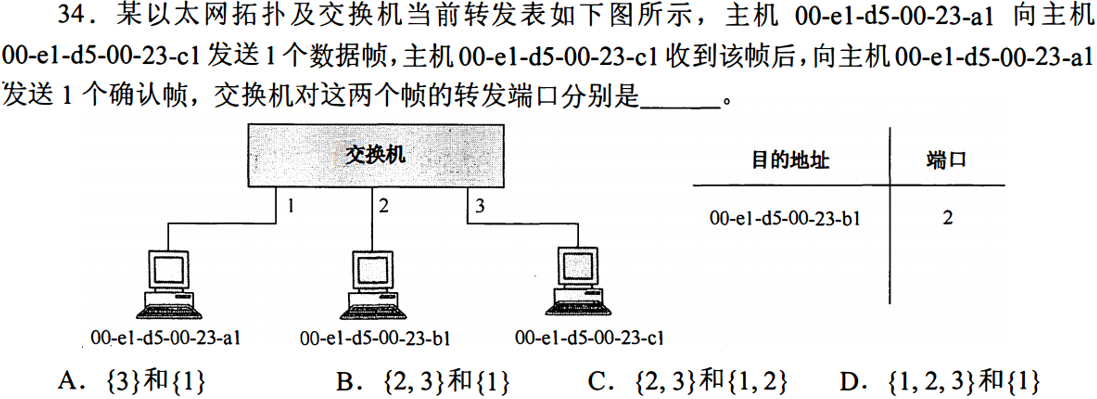 34．某以太网拓扑及交换机当前转发表如下图所示，主机 00-e1-d5-00-23-a1 向主机
00-e1-d5-00-23-c1 发送 1 个数据帧，主机 00-e1-d5-00-23-c1 收到该帧后，向主机 00-e1-d5-00-23-a1
发送 1 个确认帧，交换机对这两个帧的转发端口分别是______。
交换机
目的地址 端口
1 2 3
00-e1-d5-00-23-b1 2
00-e1-d5-00-23-a1 00-e1-d5-00-23-b1 00-e1-d5-00-23-c1
A．{3}和{1} B．{2, 3}和{1} C．{2, 3}和{1, 2} D．{1, 2, 3}和{1}